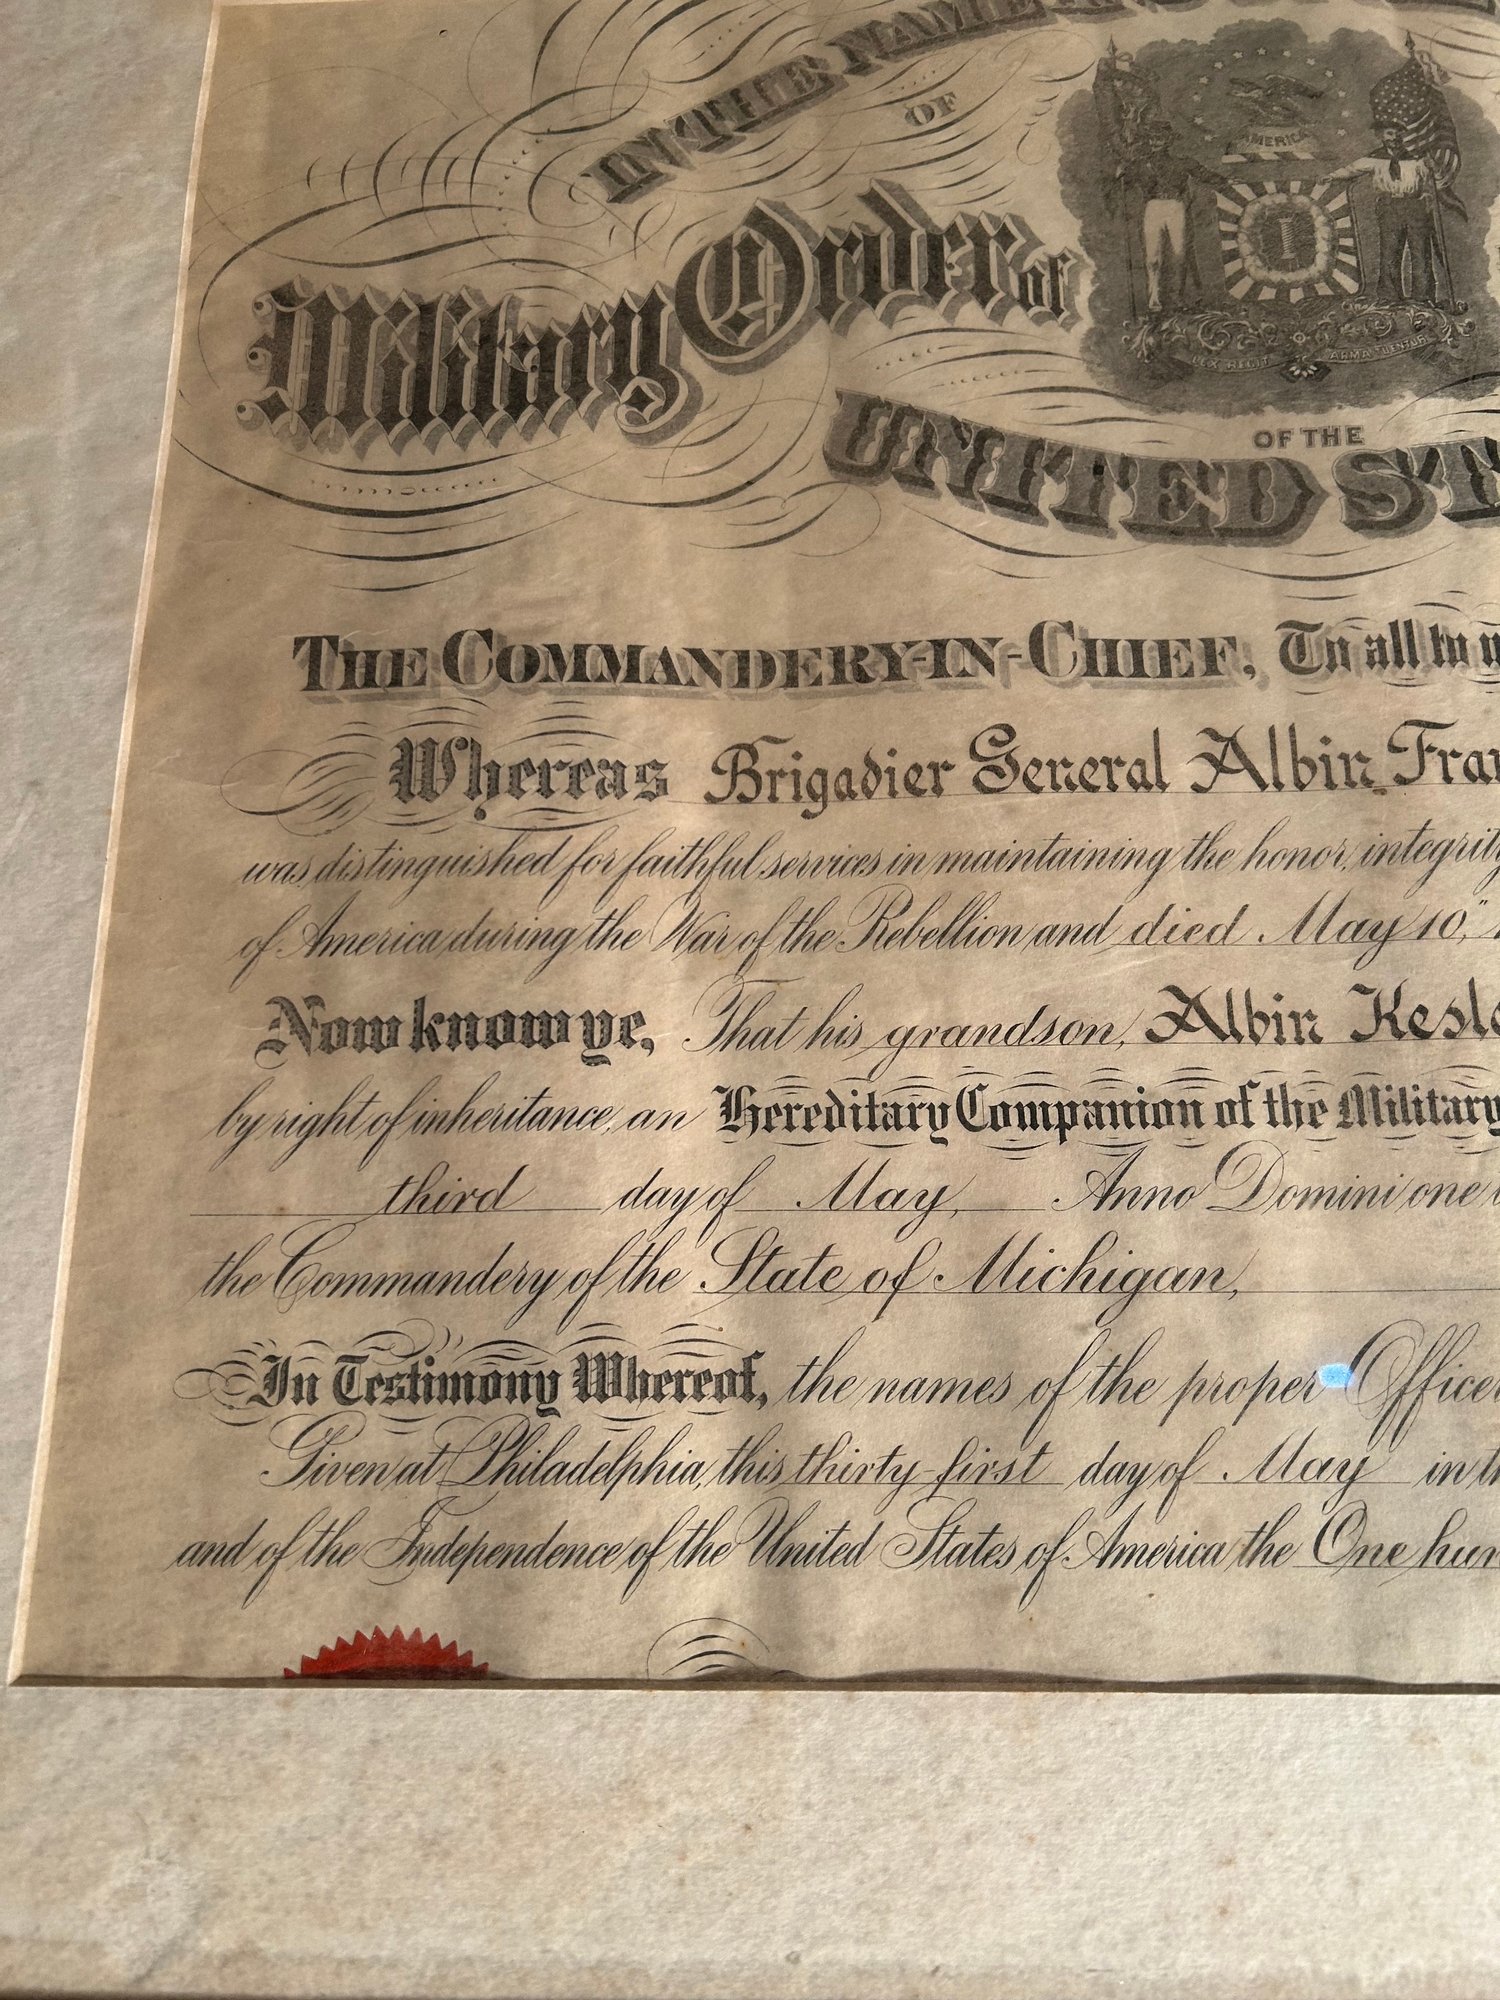 IN THE NAME
OF
AMERICA
Military Order of
LEX REGIT ARMA TUENTUR
OF THE
UNITED ST
THE COMMANDERY-IN-CHIEF, To all to
Whereas Brigadier General Albin Fran
was distinguished for faithful services in maintaining the honor, integrity
of America during the War of the Rebellion and died May 10,
Now know ye, That his grandson, Albin Kesle
by right of inheritance, an Hereditary Companion of the Military
third day of May, Anno Domini one
the Commandery of the State of Michigan,
In Testimony Whereof, the names of the proper Officer
Given at Philadelphia, this thirty-first day of May in th
and of the Independence of the United States of America the One hun